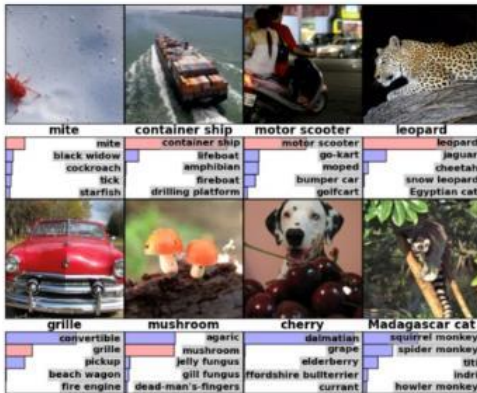 mite
container ship
motor scooter
leopard
mite
black widow
cockroach
tick
starfish
container ship
lifeboat
amphibian
fireboat
drilling platform
motor scooter
go-kart
moped
bumper car
golfcart
leopard
jaguar
cheetah
snow leopard
Egyptian cat
grille
mushroom
cherry
Madagascar cat
convertible
grille
pickup
beach wagon
fire engine
agaric
mushroom
jelly fungus
gill fungus
dead-man's-fingers
dalmatian
grape
elderberry
ffordshire bullterrier
currant
squirrel monkey
spider monkey
titi
indri
howler monkey